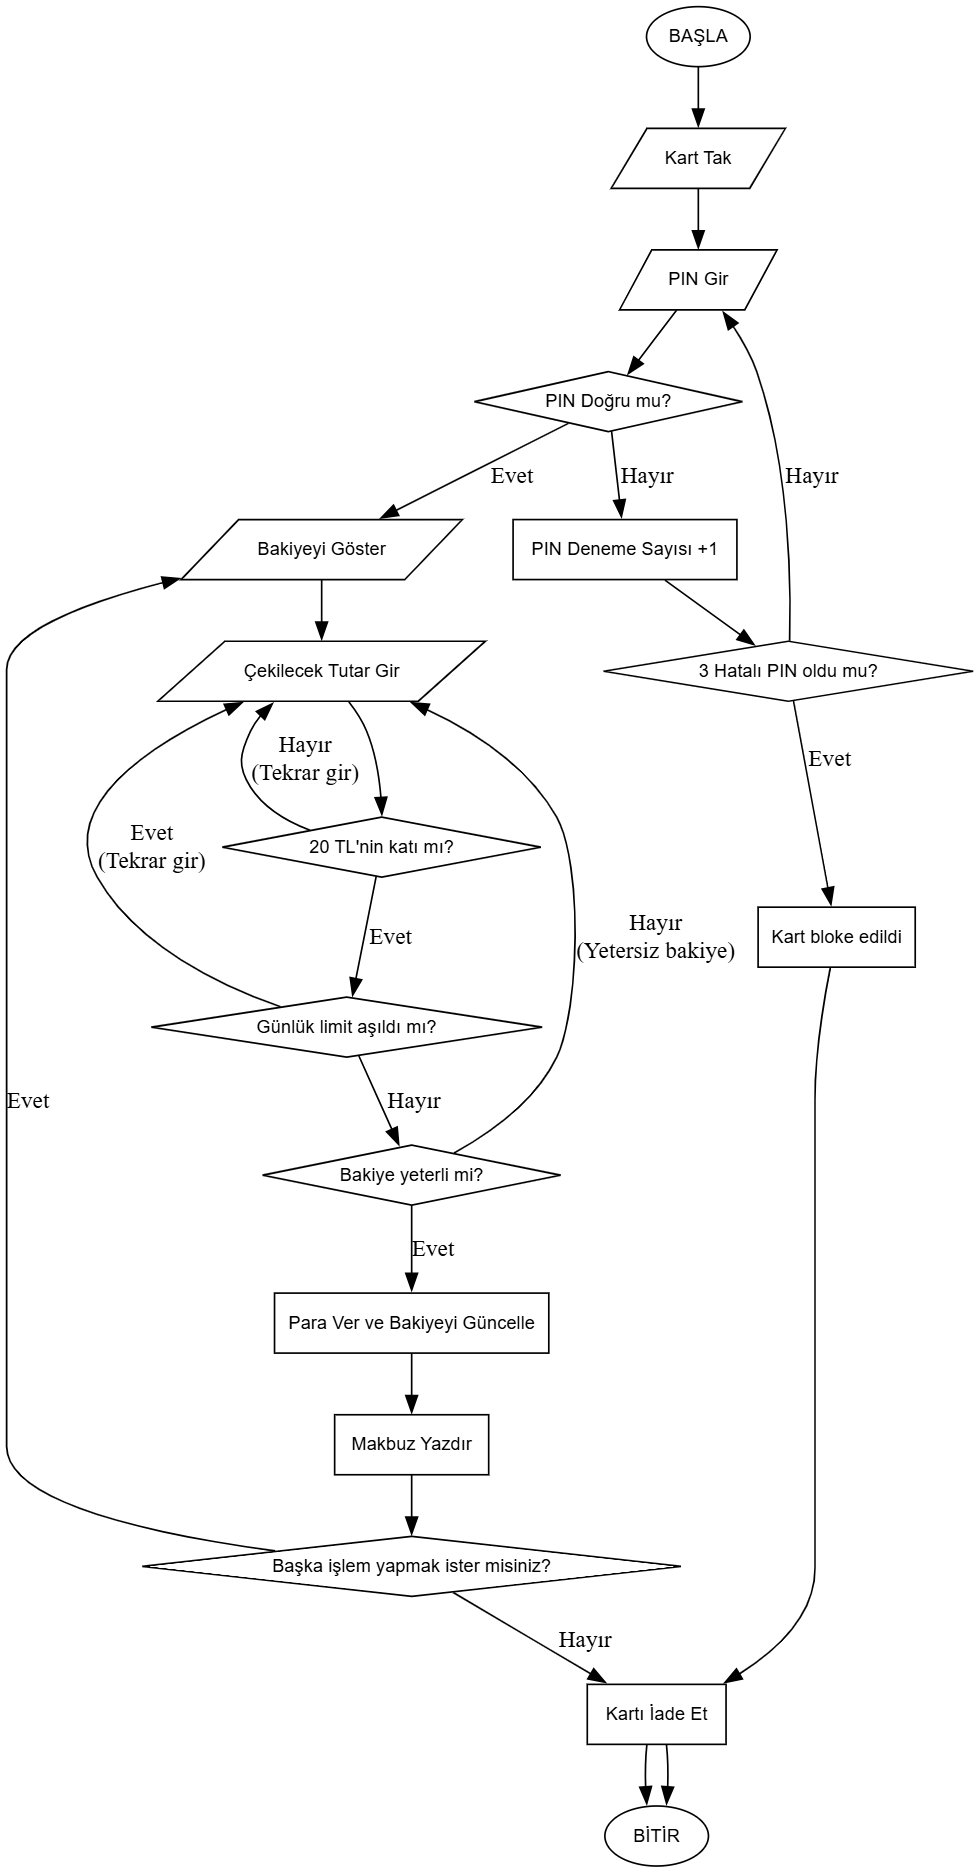 BAŞLA
Kart Tak
PIN Gir
PIN Doğru mu?
Evet
Hayır
Hayır
Bakiyeyi Göster
PIN Deneme Sayısı +1
Çekilecek Tutar Gir
3 Hatalı PIN oldu mu?
Hayır
(Tekrar gir)
Evet
Evet
(Tekrar gir)
20 TL'nin katı mı?
Evet
Hayır
(Yetersiz bakiye)
Kart bloke edildi
Günlük limit aşıldı mı?
Evet
Hayır
Bakiye yeterli mi?
Evet
Para Ver ve Bakiyeyi Güncelle
Makbuz Yazdır
Başka işlem yapmak ister misiniz?
Hayır
Kartı İade Et
BİTİR